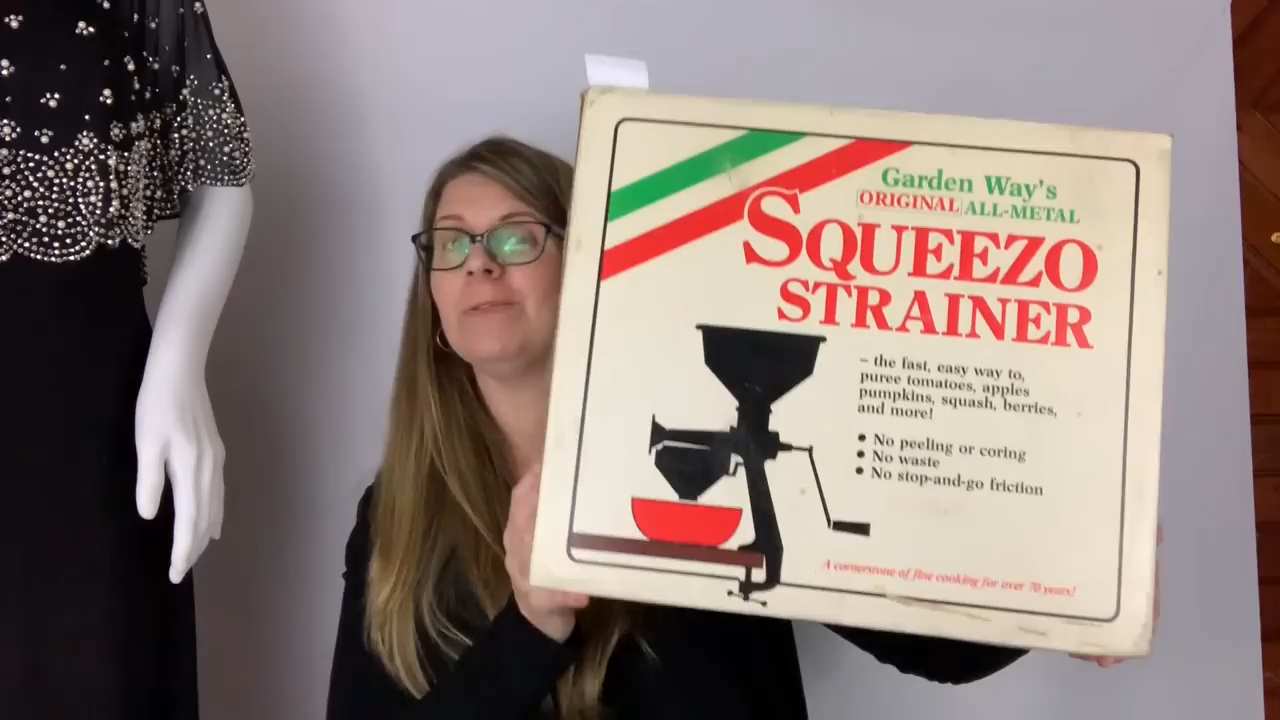 Garden Way's
ORIGINAL ALL-METAL
SQUEEZO
STRAINER
– the fast, easy way to,
puree tomatoes, apples
pumpkins, squash, berries,
and more!
• No peeling or coring
• No waste
• No stop-and-go friction
A cornerstone of fine cooking for over 70 years!